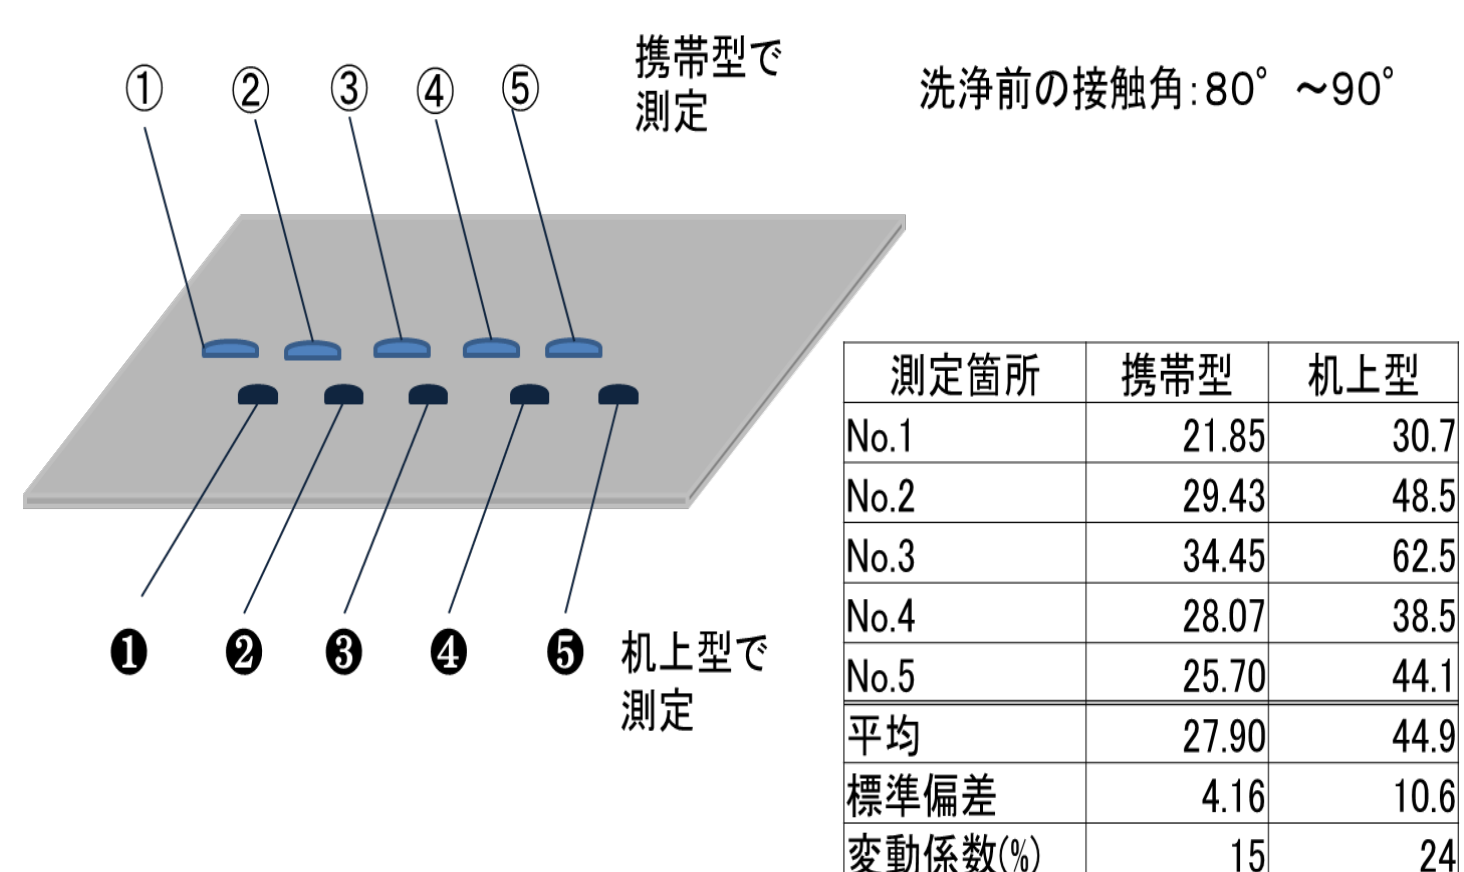 ① ② ③ ④ ⑤
携帯型で
測定
洗浄前の接触角:80°～90°
❶ ❷ ❸ ❹ ❺
机上型で
測定
測定箇所 携帯型 机上型
No.1 21.85 30.7
No.2 29.43 48.5
No.3 34.45 62.5
No.4 28.07 38.5
No.5 25.70 44.1
平均 27.90 44.9
標準偏差 4.16 10.6
変動係数(%) 15 24